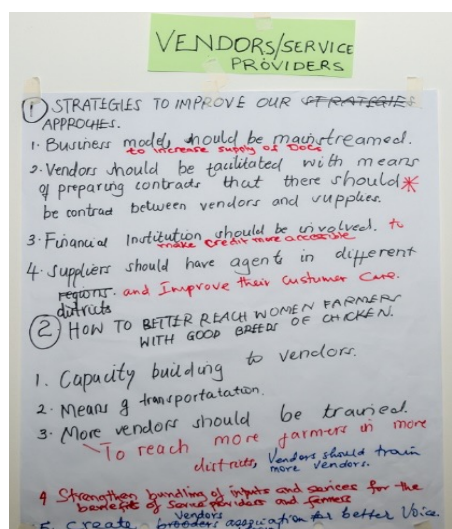 VENDORS/SERVICE
PROVIDERS
① STRATEGIES TO IMPROVE OUR STRATEGIES
APPROCHES.
1. Business models should be mainstreamed.
to increase supply of DOCs
2. Vendors should be facilitated with means
of preparing contracts that there should *
be contrad between vendors and supplies.
3. Financial Institution should be involved. to
make credit more accessible
4. Suppliers should have agent in different
regions. and Improve their Customer Care.
districts
② HOW TO BETTER REACH WOMEN FARMERS
WITH GOOD BREEDS OF CHICKEN.
1. Capacity building to vendors.
2. Means of transportatation.
3. More vendors should be trained.
To reach more farmers in more
districts, Vendors should train
more vendors.
4 Strengthen bundling of inputs and services for the
benefits of providers and farmers
Vendors
5. Create breeders association for better Voice.